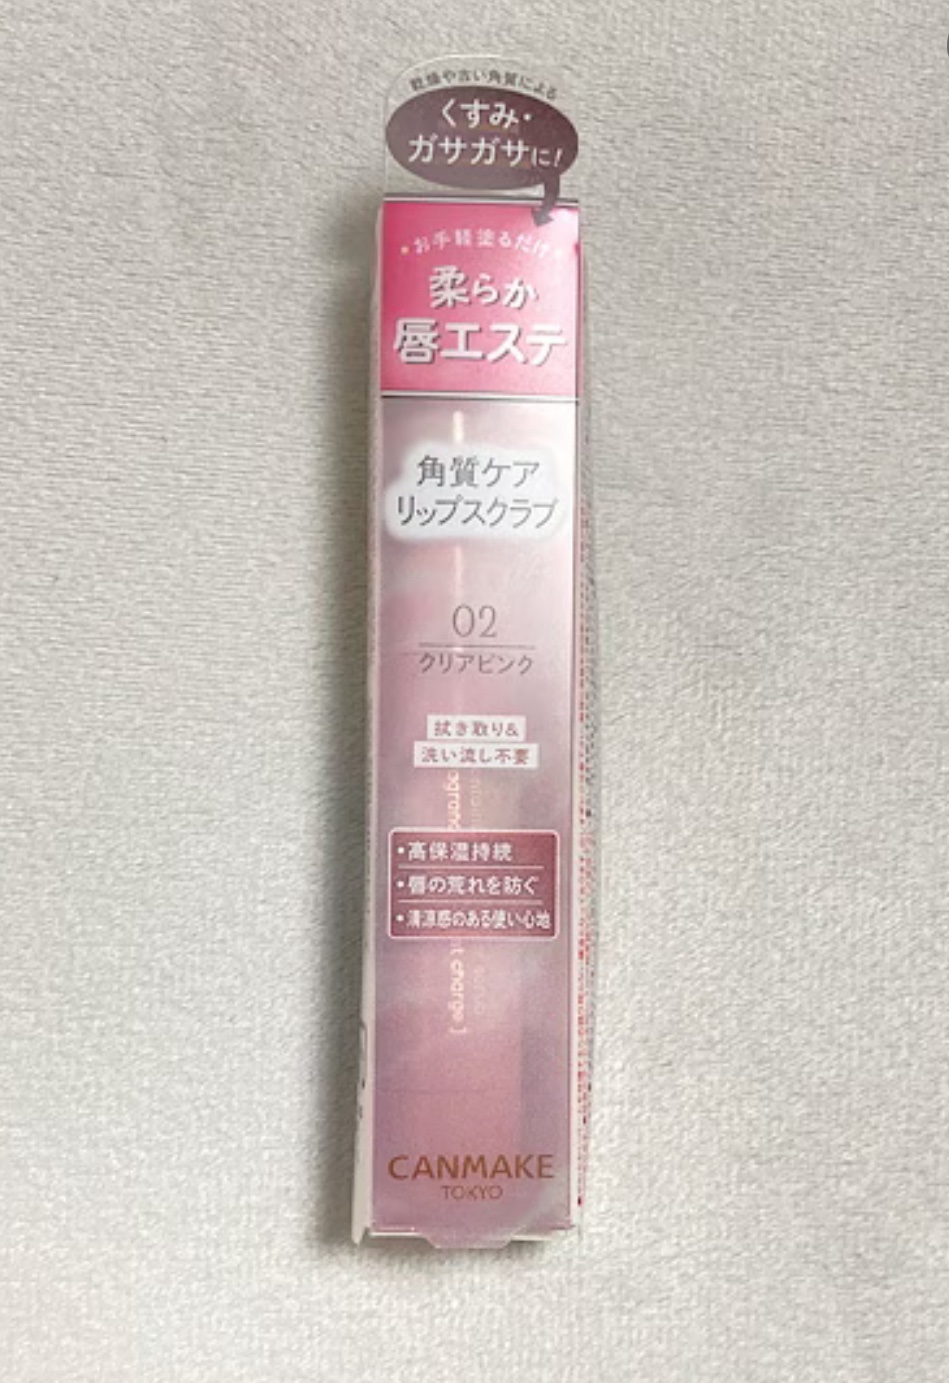 乾燥や古い角質による
くすみ・
ガサガサに!
お手軽塗るだけ
柔らか
唇エステ
角質ケア
リップスクラブ
02
クリアピンク
拭き取り&
洗い流し不要
・高保湿持続
・唇の荒れを防ぐ
・清涼感のある使い心地
t charge]
CANMAKE
TOKYO